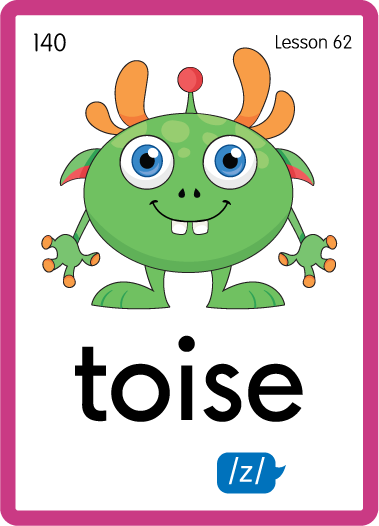 140
Lesson 62
toise
/z/